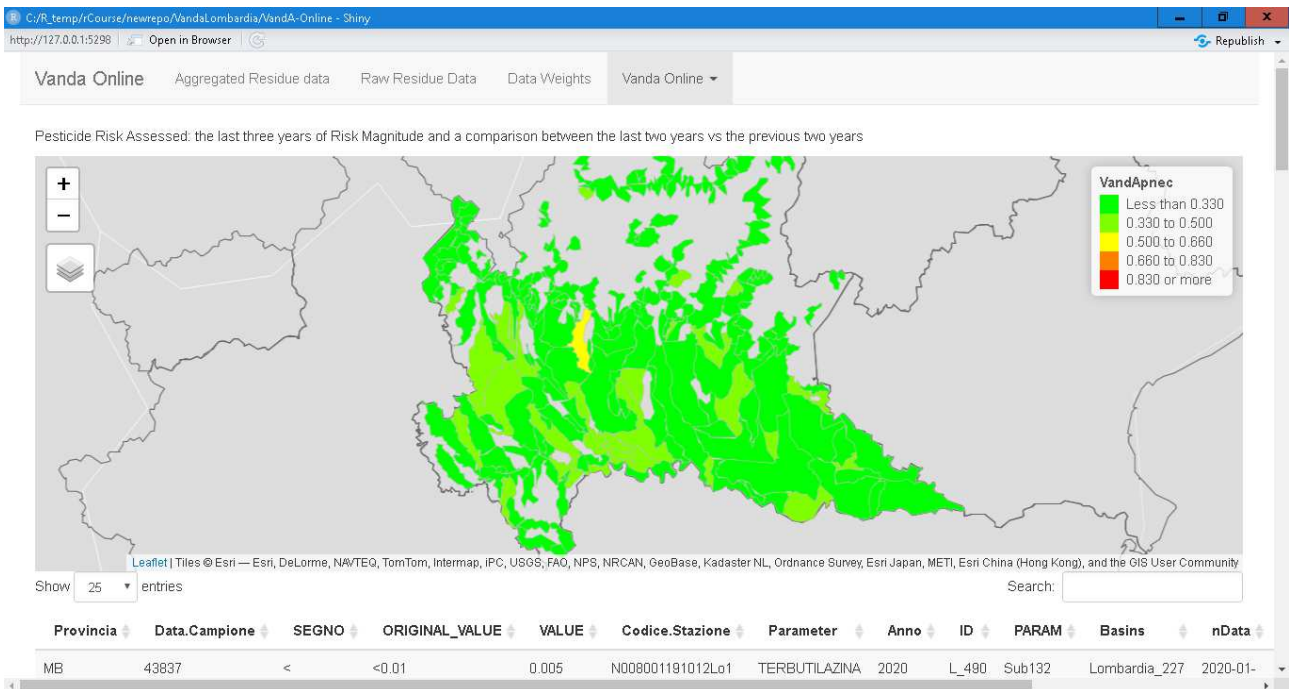 C:/R_temp/rCourse/newrepo/VandaLombardia/VandA-Online - Shiny
http://127.0.0.1:5298 Open in Browser Republish
Vanda Online Aggregated Residue data Raw Residue Data Data Weights Vanda Online
Pesticide Risk Assessed: the last three years of Risk Magnitude and a comparison between the last two years vs the previous two years
+
−
VandApnec
Less than 0.330
0.330 to 0.500
0.500 to 0.660
0.660 to 0.830
0.830 or more
Leaflet | Tiles © Esri — Esri, DeLorme, NAVTEQ, TomTom, Intermap, iPC, USGS, FAO, NPS, NRCAN, GeoBase, Kadaster NL, Ordnance Survey, Esri Japan, METI, Esri China (Hong Kong), and the GIS User Community
Show 25 entries Search:
Provincia Data.Campione SEGNO ORIGINAL_VALUE VALUE Codice.Stazione Parameter Anno ID PARAM Basins nData
MB 43837 < <0.01 0.005 N008001191012Lo1 TERBUTILAZINA 2020 L_490 Sub132 Lombardia_227 2020-01-